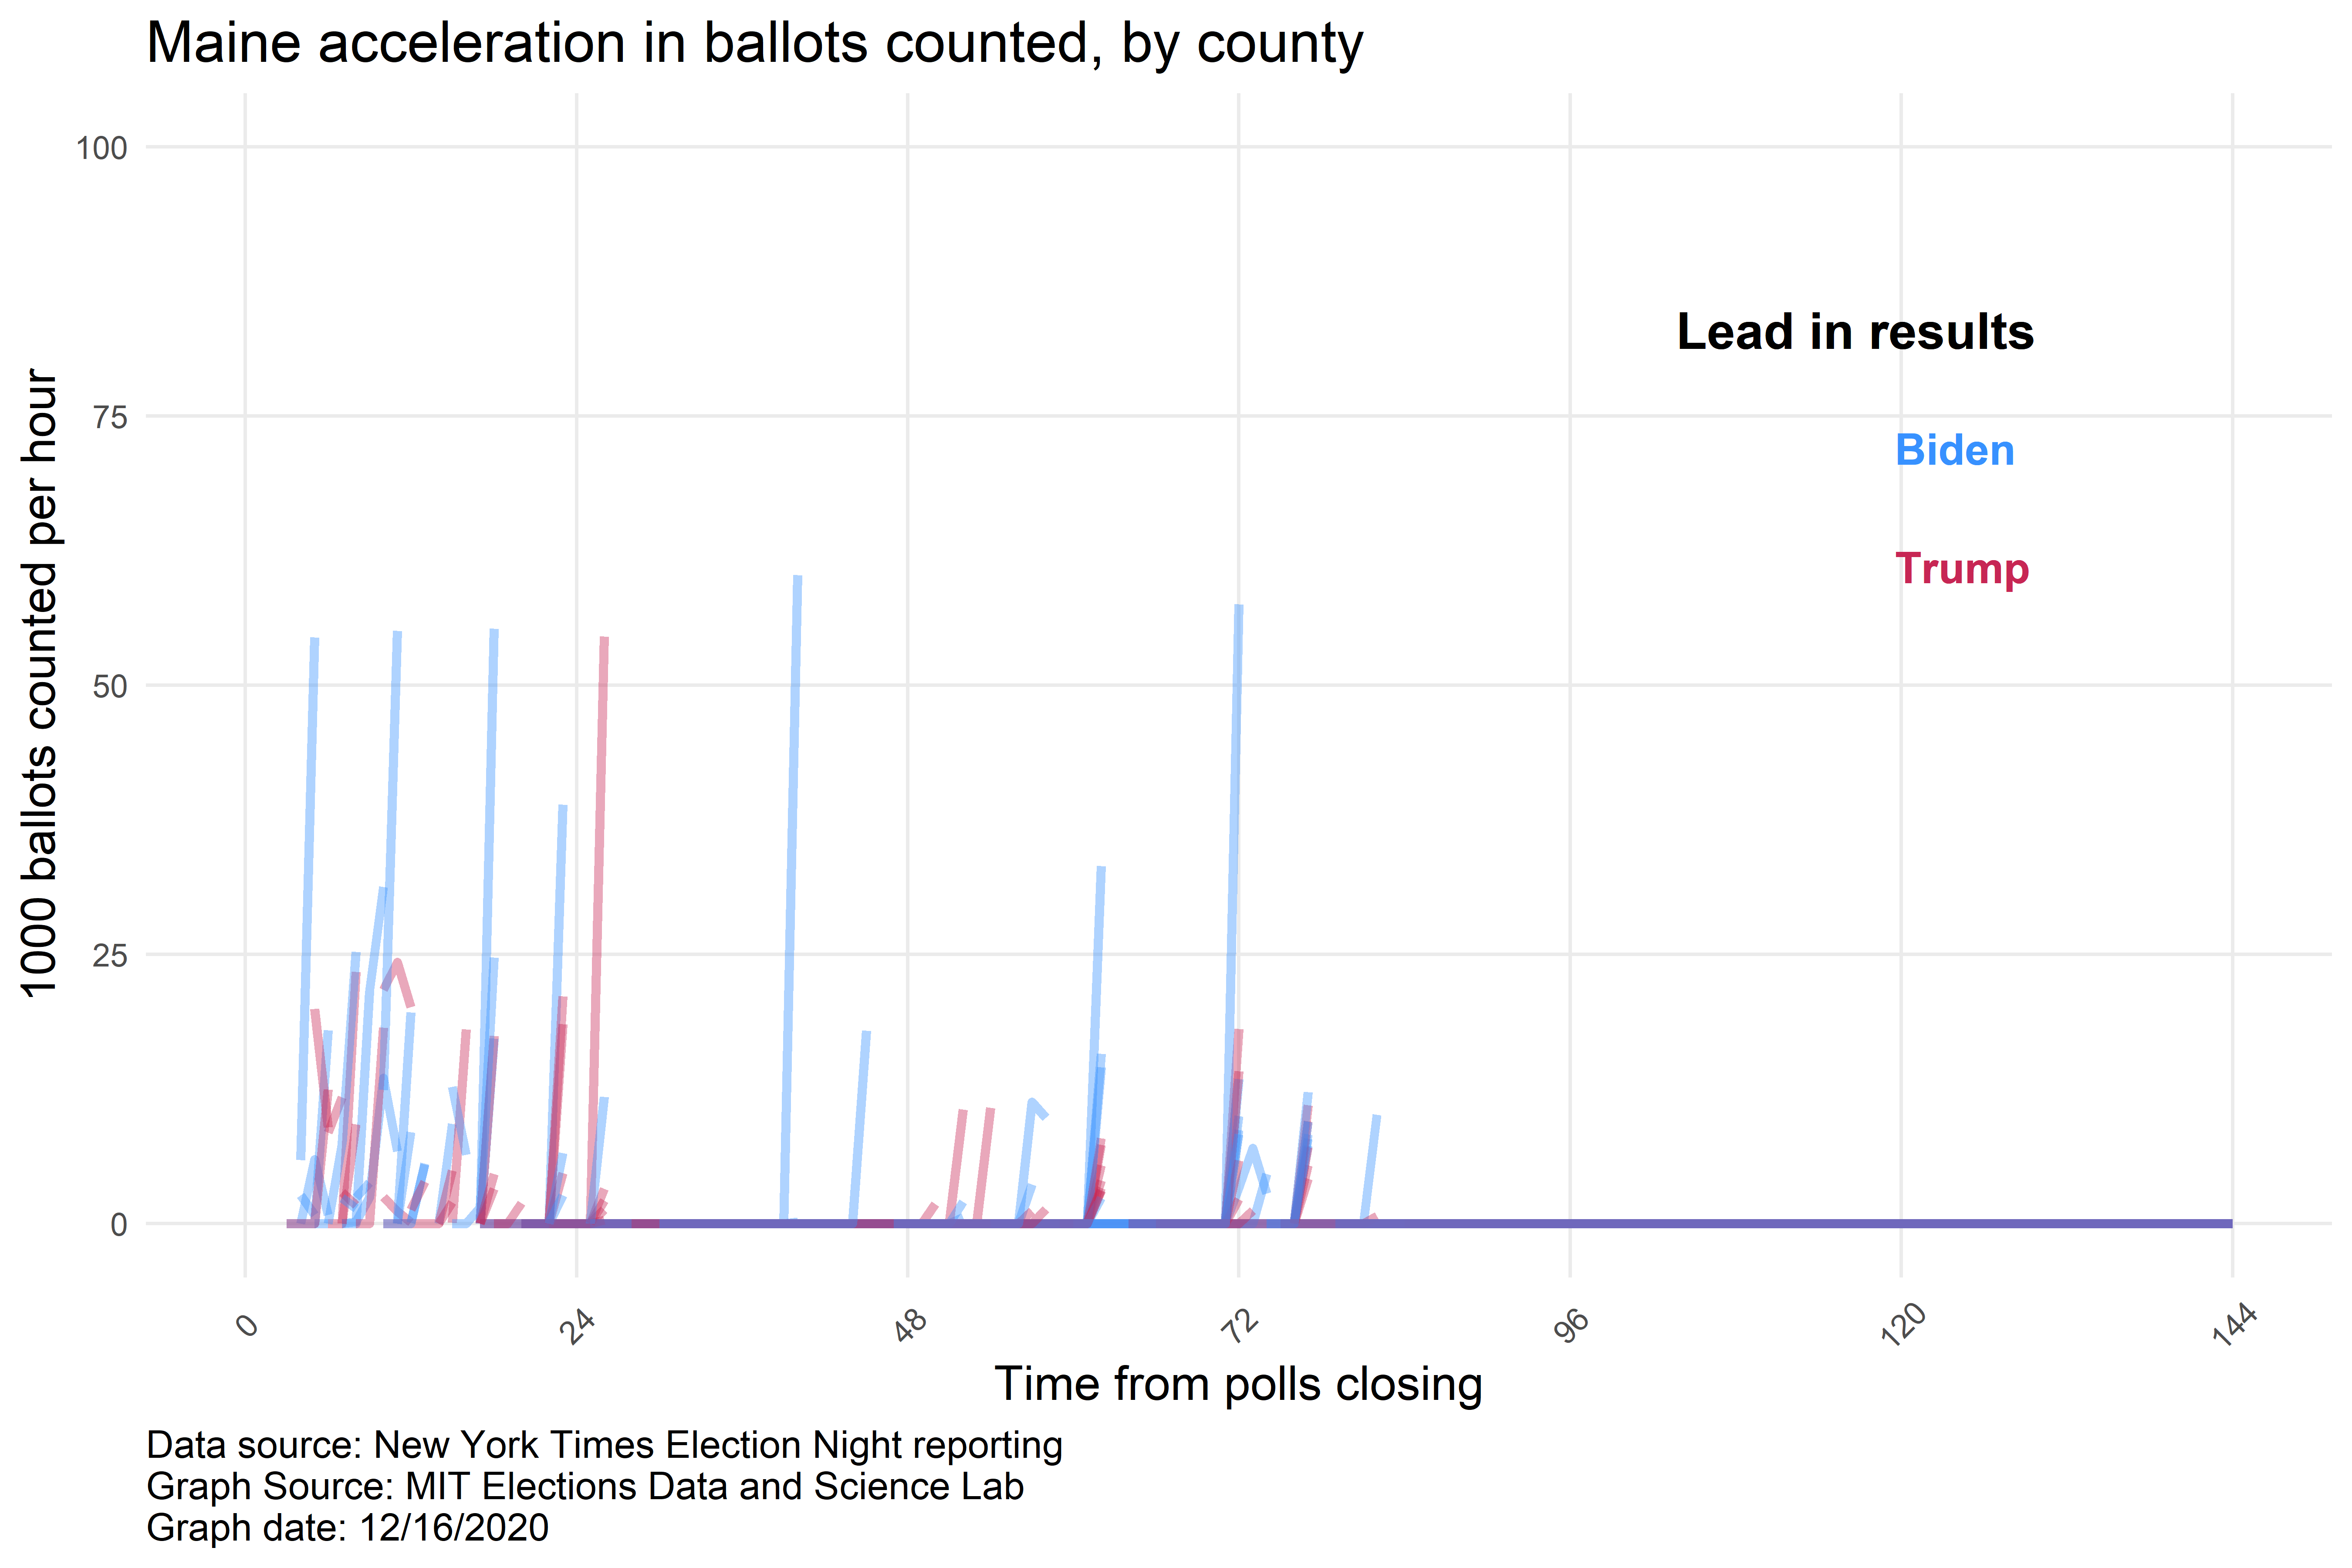 Maine acceleration in ballots counted, by county
1000 ballots counted per hour
100
75
50
25
0
Lead in results
Biden
Trump
0
24
48
72
96
120
144
Time from polls closing
Data source: New York Times Election Night reporting
Graph Source: MIT Elections Data and Science Lab
Graph date: 12/16/2020